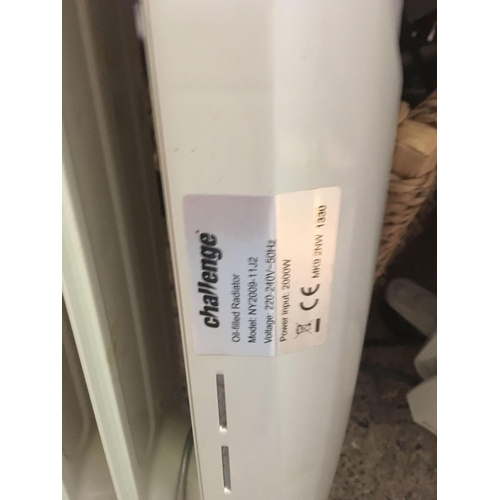 challenge
Oil-filled Radiator
Model: NY2009-11J2
Voltage: 220-240V~50Hz
Power input: 2000W
CE MK9 2NW 1330